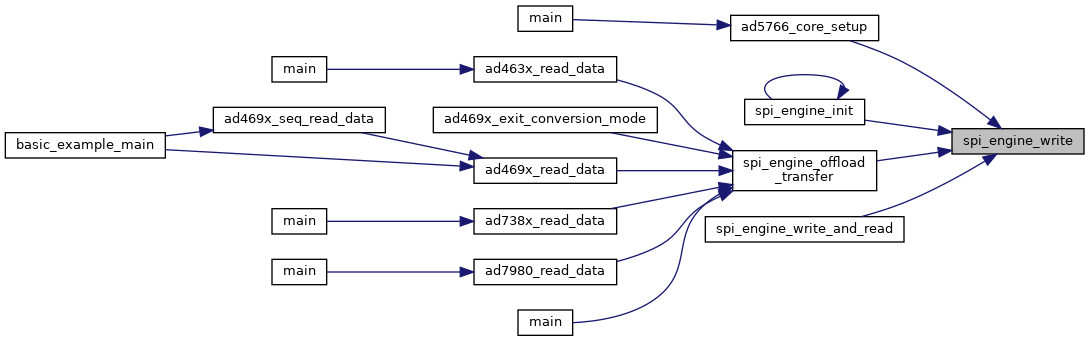 main
ad5766_core_setup
main
ad463x_read_data
spi_engine_init
ad469x_seq_read_data
ad469x_exit_conversion_mode
basic_example_main
spi_engine_write
spi_engine_offload
_transfer
ad469x_read_data
main
ad738x_read_data
spi_engine_write_and_read
main
ad7980_read_data
main